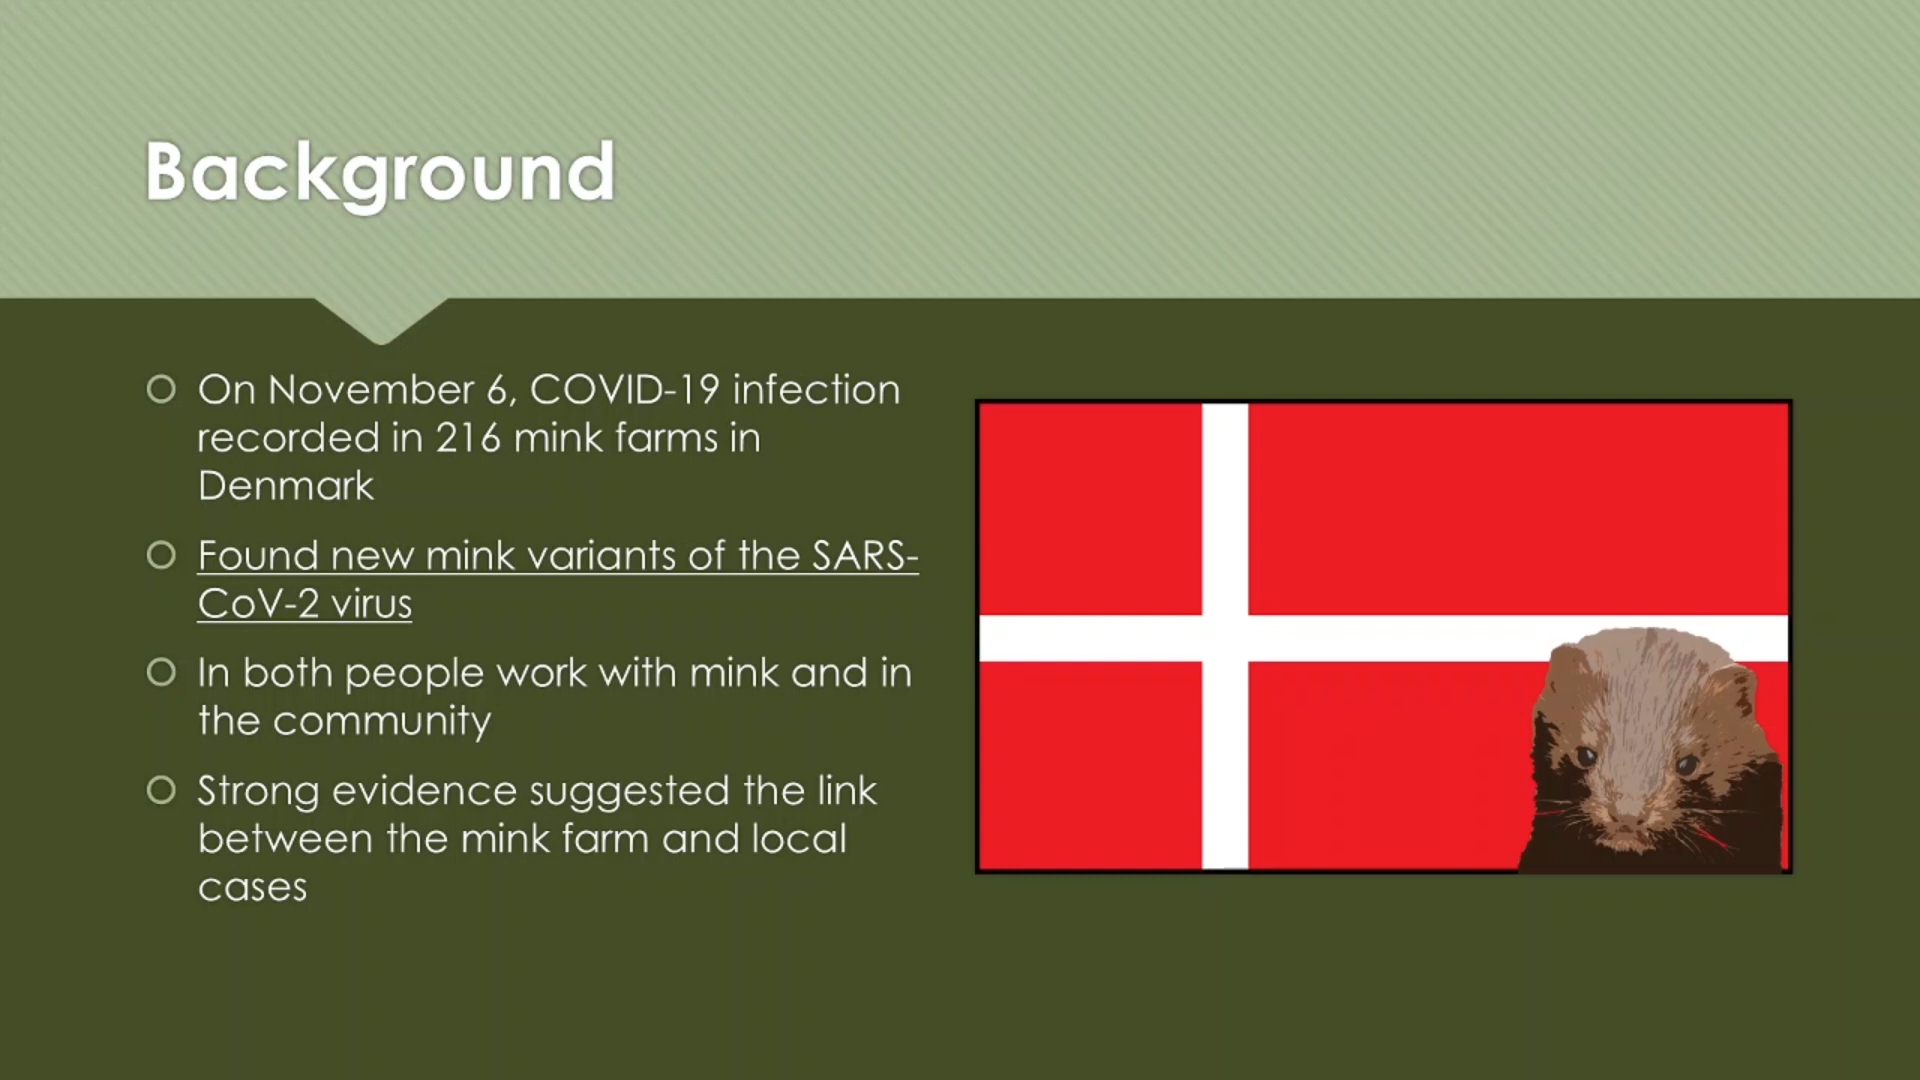 Background
On November 6, COVID-19 infection
recorded in 216 mink farms in
Denmark
Found new mink variants of the SARS-
CoV-2 virus
In both people work with mink and in
the community
Strong evidence suggested the link
between the mink farm and local
cases